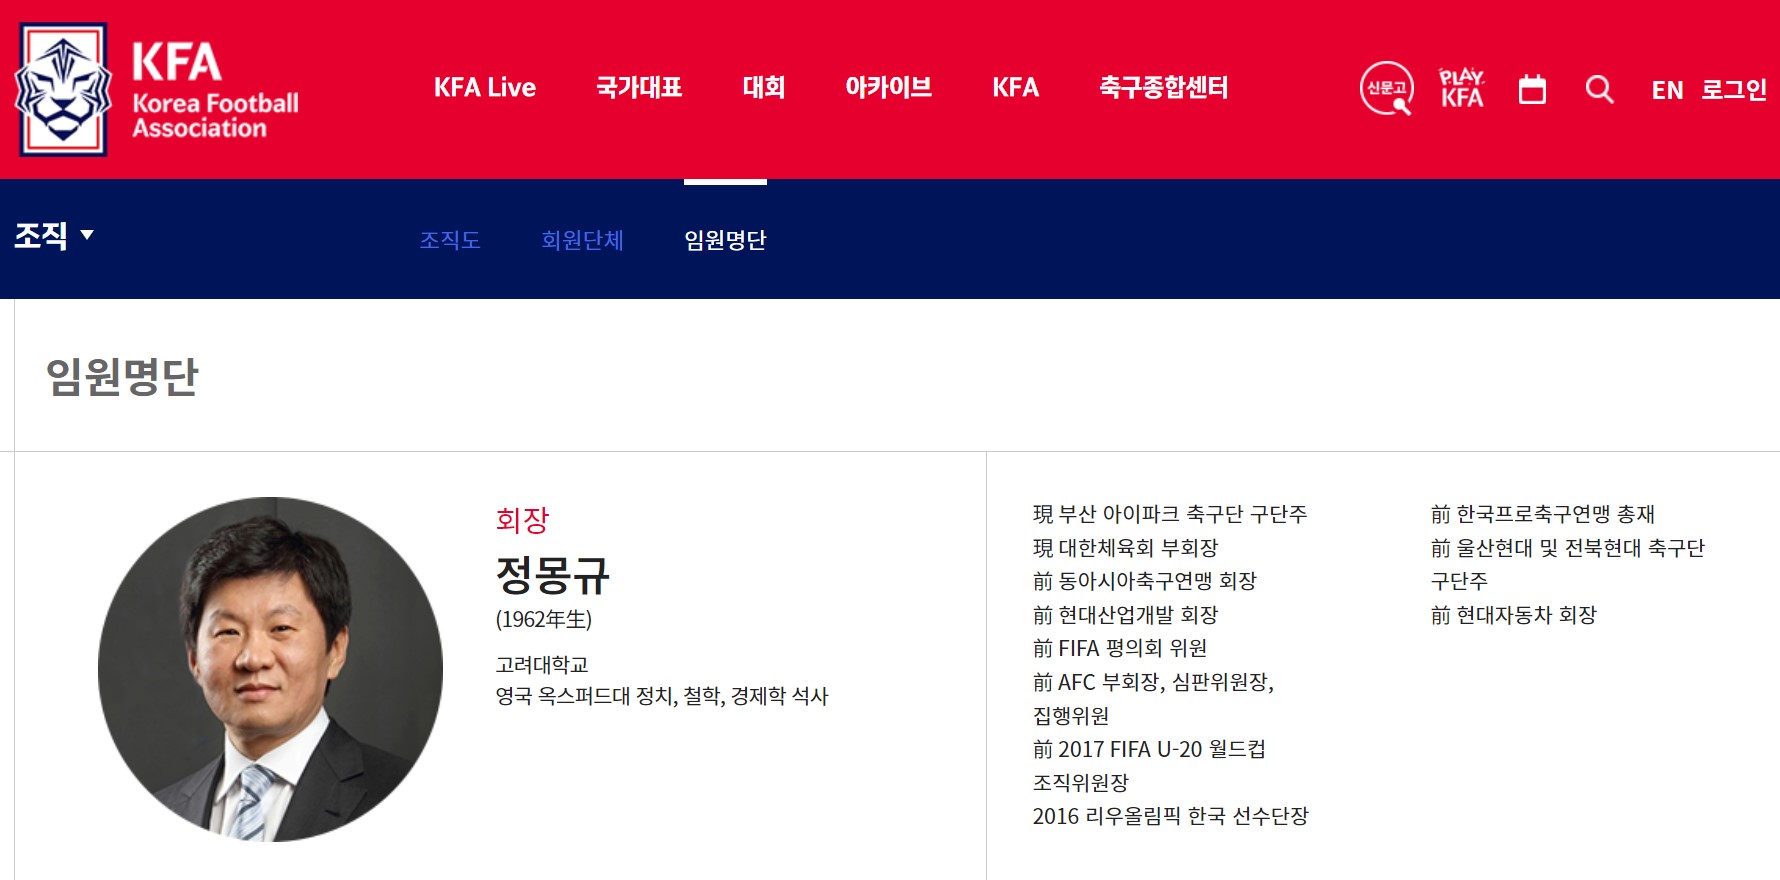 KFA
Korea Football
Association
KFA Live 국가대표 대회 아카이브 KFA 축구종합센터
신문고
PLAY
KFA
EN 로그인
조직
조직도 회원단체 임원명단
임원명단
회장
정몽규
(1962年生)
고려대학교
영국 옥스퍼드대 정치, 철학, 경제학 석사
現 부산 아이파크 축구단 구단주
現 대한체육회 부회장
前 동아시아축구연맹 회장
前 현대산업개발 회장
前 FIFA 평의회 위원
前 AFC 부회장, 심판위원장,
집행위원
前 2017 FIFA U-20 월드컵
조직위원장
2016 리우올림픽 한국 선수단장
前 한국프로축구연맹 총재
前 울산현대 및 전북현대 축구단
구단주
前 현대자동차 회장